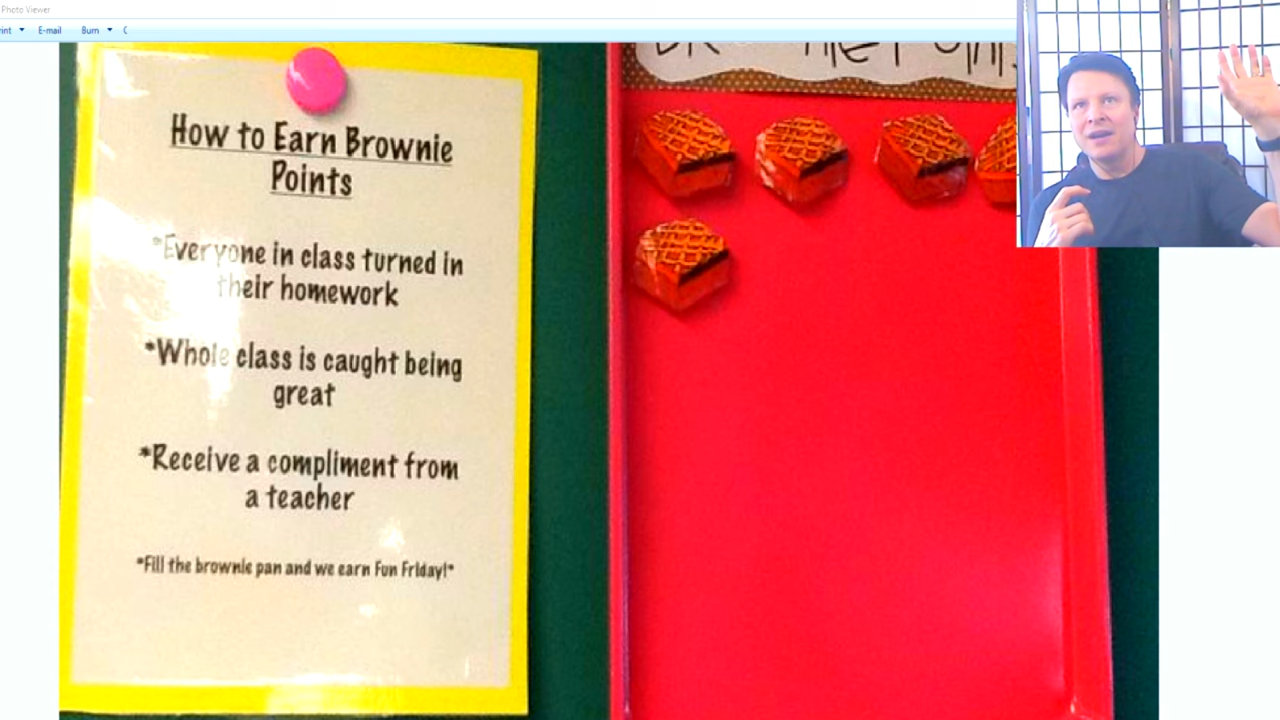 Photo Viewer
E-mail
Burn
How to Earn Brownie
Points
*Everyone in class turned in
their homework
*Whole class is caught being
great
*Receive a compliment from
a teacher
*Fill the brownie pan and we earn Fun Friday!*